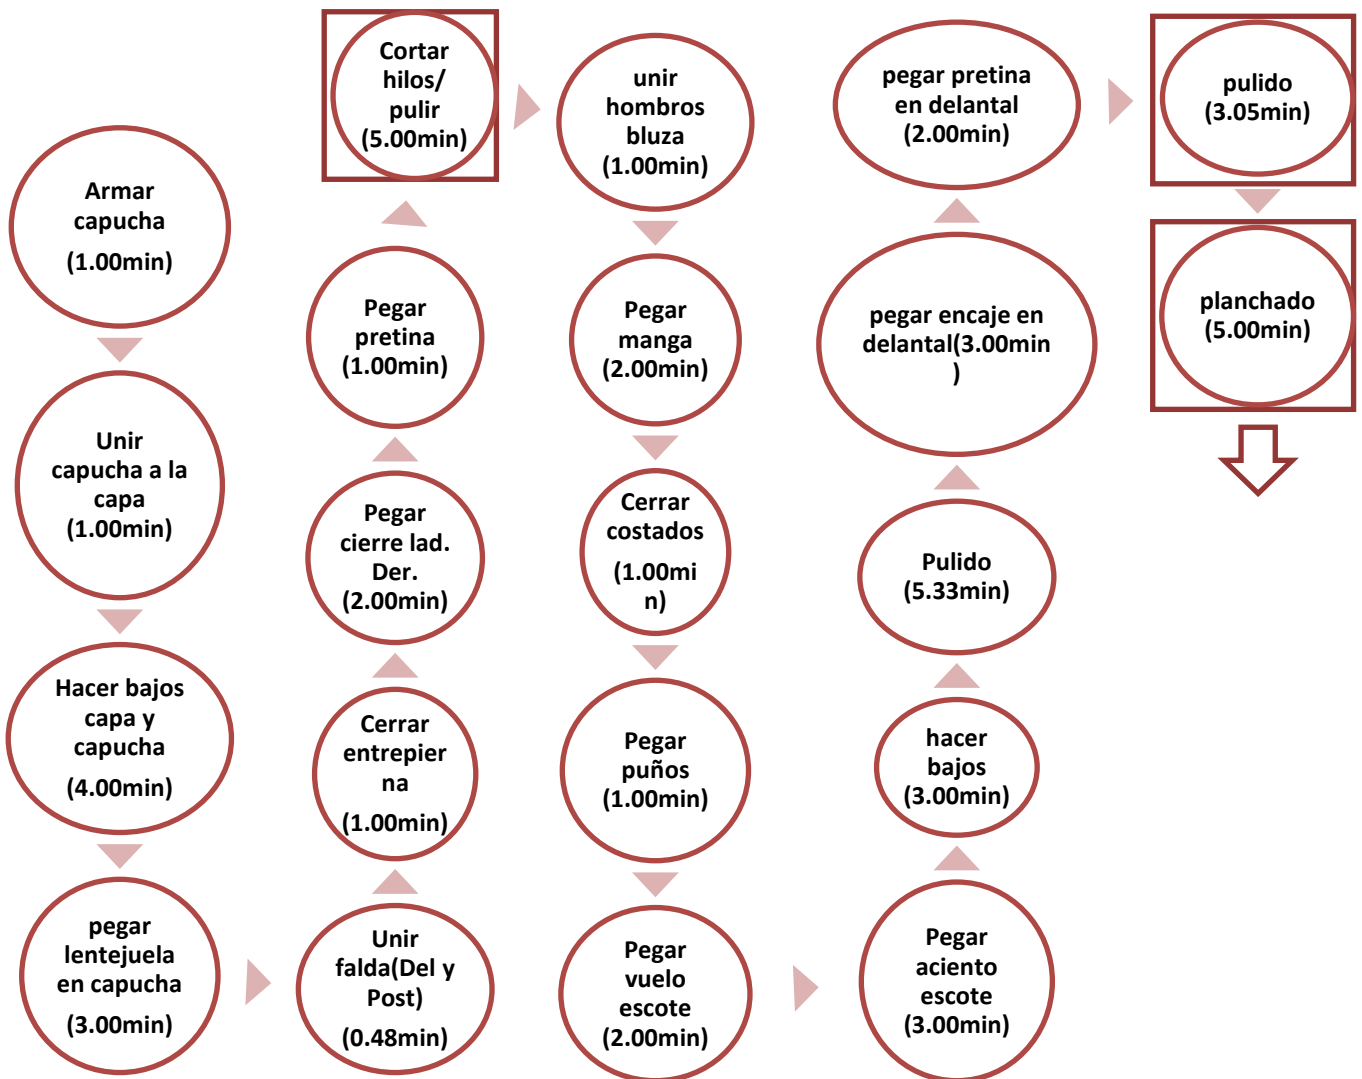 Armar
capucha
(1.00min)
Unir
capucha a la
capa
(1.00min)
Hacer bajos
capa y
capucha
(4.00min)
pegar
lentejuela
en capucha
(3.00min)
Unir
falda(Del y
Post)
(0.48min)
Cerrar
entrepier
na
(1.00min)
Pegar
cierre lad.
Der.
(2.00min)
Pegar
pretina
(1.00min)
Cortar
hilos/
pulir
(5.00min)
unir
hombros
bluza
(1.00min)
Pegar
manga
(2.00min)
Cerrar
costados
(1.00mi
n)
Pegar
puños
(1.00min)
Pegar
vuelo
escote
(2.00min)
Pegar
aciento
escote
(3.00min)
hacer
bajos
(3.00min)
Pulido
(5.33min)
pegar encaje en
delantal(3.00min
)
pegar pretina
en delantal
(2.00min)
pulido
(3.05min)
planchado
(5.00min)